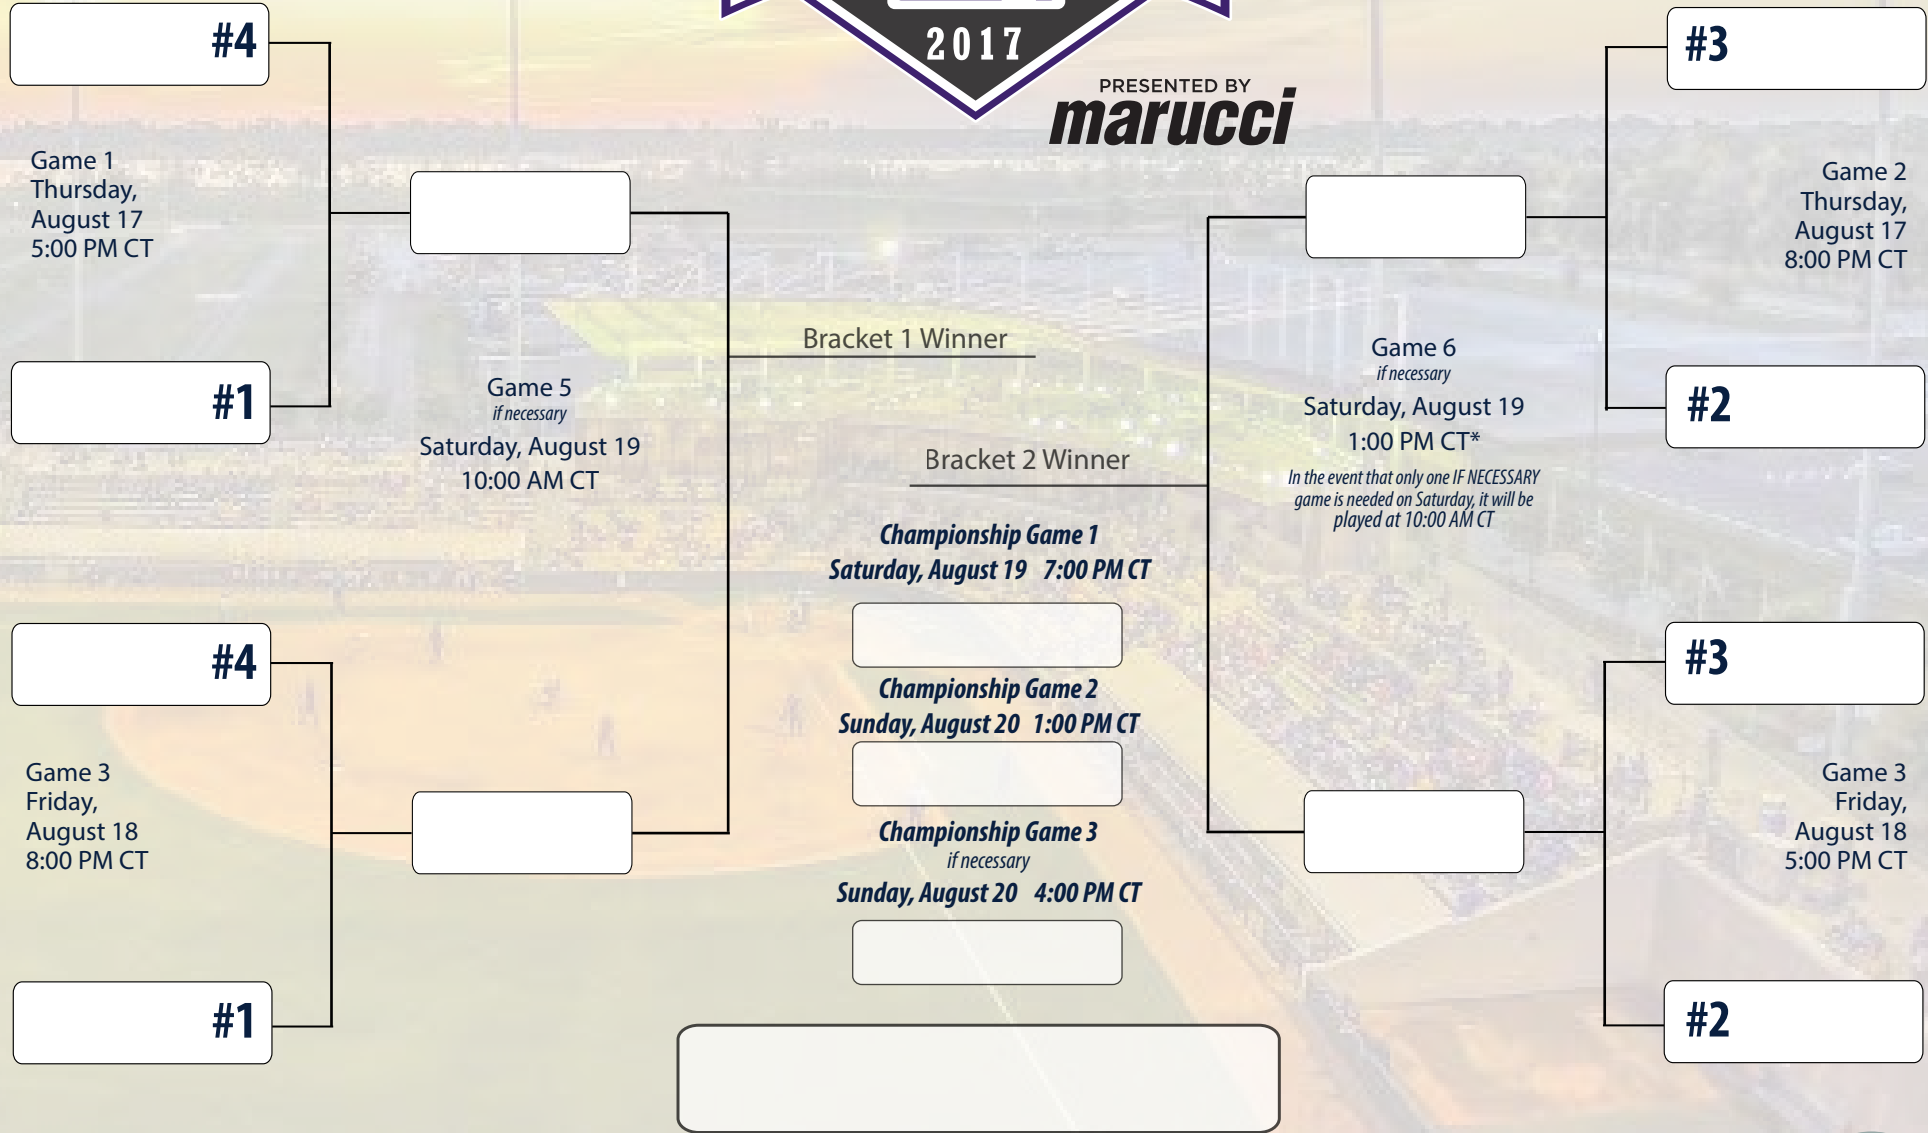 2017
PRESENTED BY
marucci
#4
Game 1
Thursday,
August 17
5:00 PM CT
#1
Game 5
if necessary
Saturday, August 19
10:00 AM CT
#4
Game 3
Friday,
August 18
8:00 PM CT
#1
Bracket 1 Winner
Bracket 2 Winner
Championship Game 1
Saturday, August 19 7:00 PM CT
Championship Game 2
Sunday, August 20 1:00 PM CT
Championship Game 3
if necessary
Sunday, August 20 4:00 PM CT
#3
Game 2
Thursday,
August 17
8:00 PM CT
#2
Game 6
if necessary
Saturday, August 19
1:00 PM CT*
In the event that only one IF NECESSARY
game is needed on Saturday, it will be
played at 10:00 AM CT
#3
Game 3
Friday,
August 18
5:00 PM CT
#2